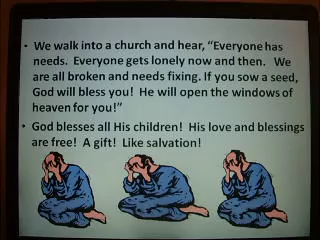 • We walk into a church and hear, "Everyone has
needs. Everyone gets lonely now and then. We
are all broken and needs fixing. If you sow a seed,
God will bless you! He will open the windows of
heaven for you!"
• God blesses all His children! His love and blessings
are free! A gift! Like salvation!